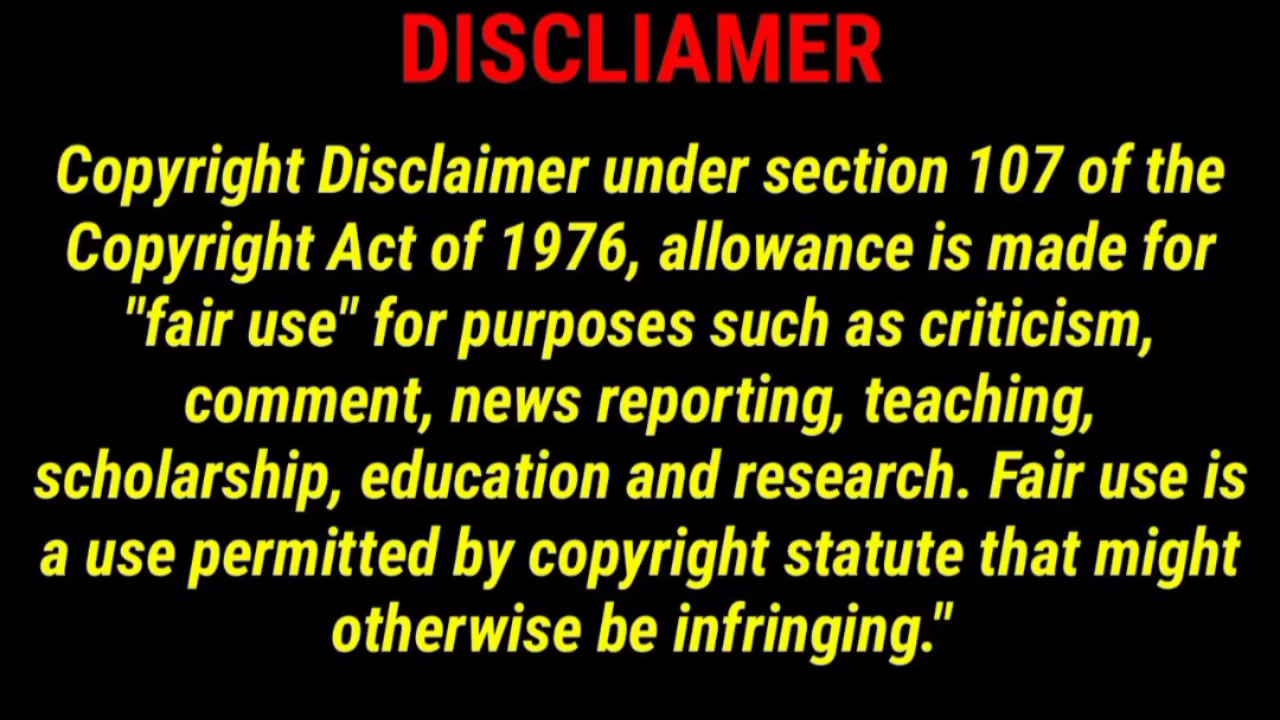 DISCLIAMER
Copyright Disclaimer under section 107 of the
Copyright Act of 1976, allowance is made for
"fair use" for purposes such as criticism,
comment, news reporting, teaching,
scholarship, education and research. Fair use is
a use permitted by copyright statute that might
otherwise be infringing."